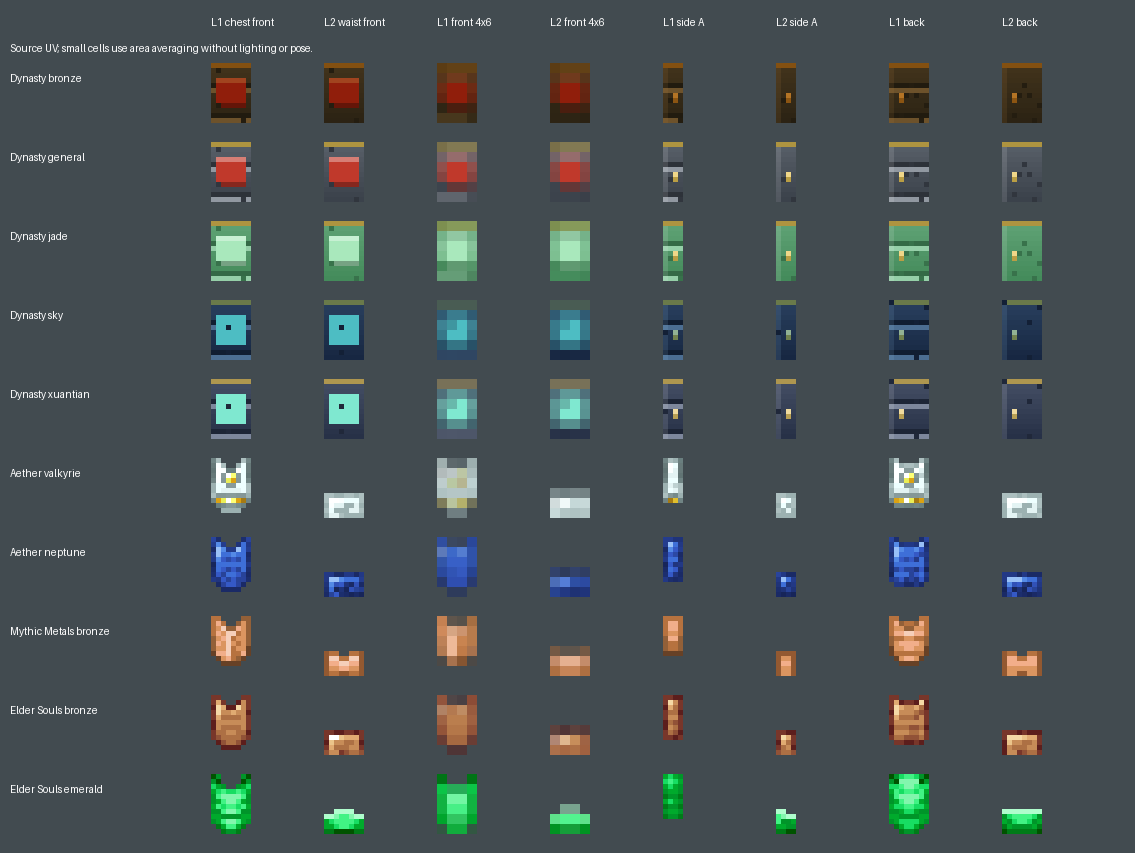 L1 chest front L2 waist front L1 front 4x6 L2 front 4x6 L1 side A L2 side A L1 back L2 back
Source UV; small cells use area averaging without lighting or pose.
Dynasty bronze
Dynasty general
Dynasty jade
Dynasty sky
Dynasty xuantian
Aether valkyrie
Aether neptune
Mythic Metals bronze
Elder Souls bronze
Elder Souls emerald